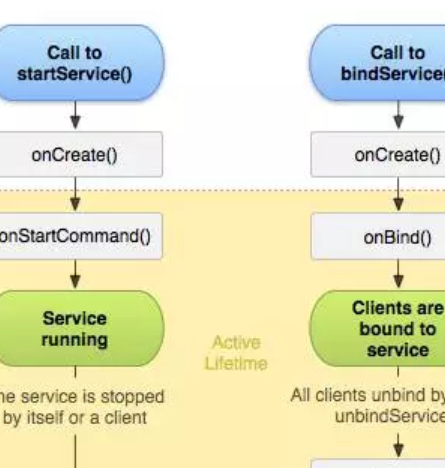 Call to
startService()
onCreate()
onStartCommand()
Service
running
he service is stopped
by itself or a client
Active
Lifetime
Call to
bindService(
onCreate()
onBind()
Clients are
bound to
service
All clients unbind by
unbindService